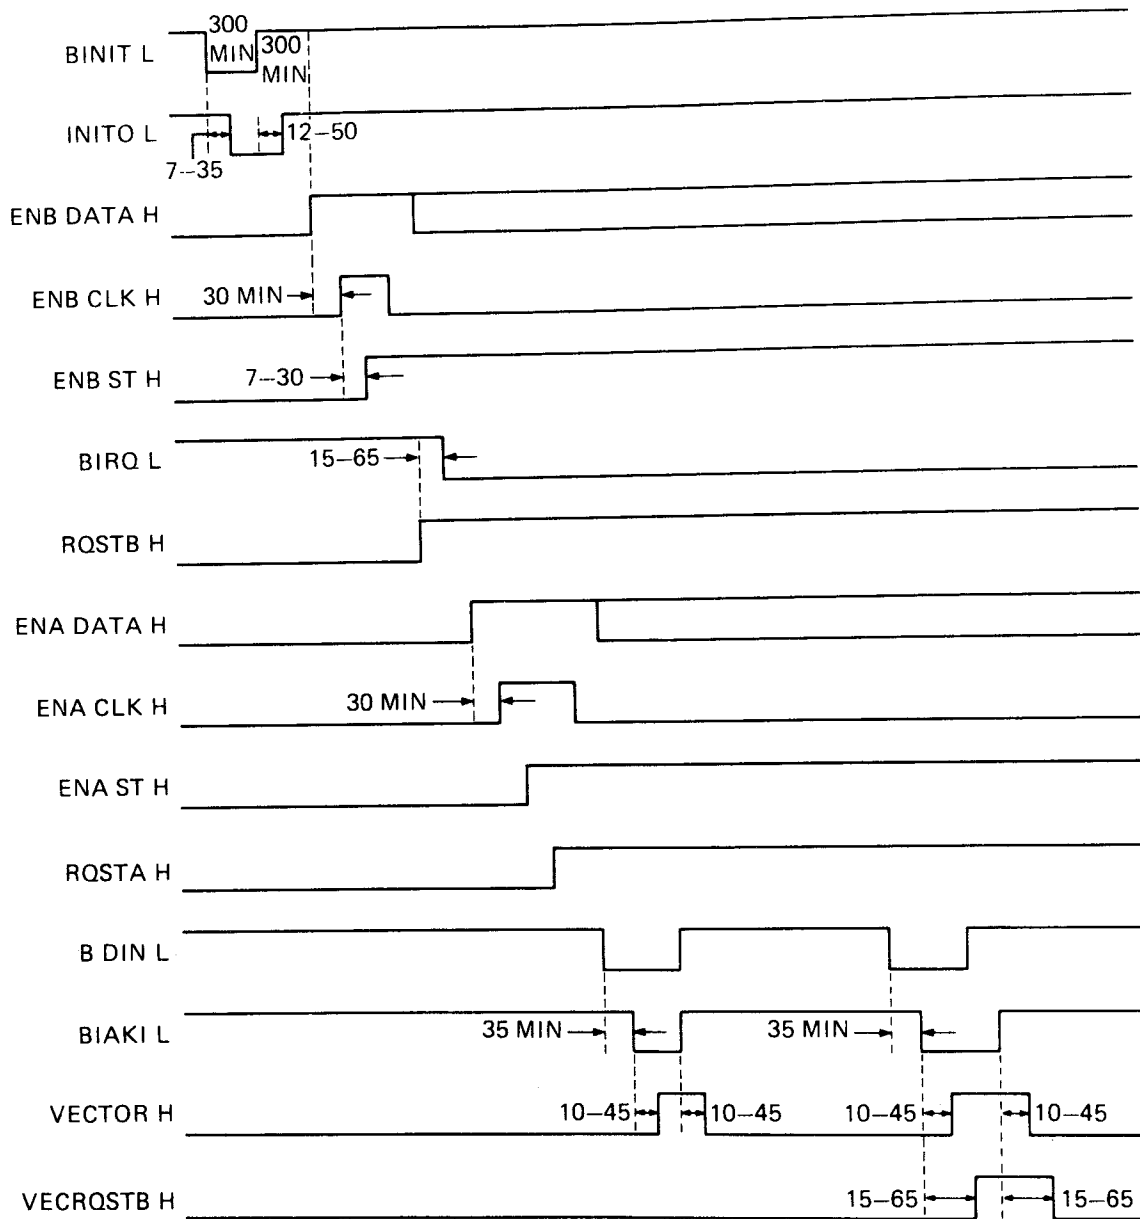 300
MIN
300
MIN
BINIT L
INITO L
12–50
7–35
ENB DATA H
ENB CLK H
30 MIN
ENB ST H
7–30
BIRQ L
15–65
RQSTB H
ENA DATA H
ENA CLK H
30 MIN
ENA ST H
RQSTA H
B DIN L
BIAKI L
35 MIN
35 MIN
VECTOR H
10–45
10–45
10–45
10–45
VECRQSTB H
15–65
15–65